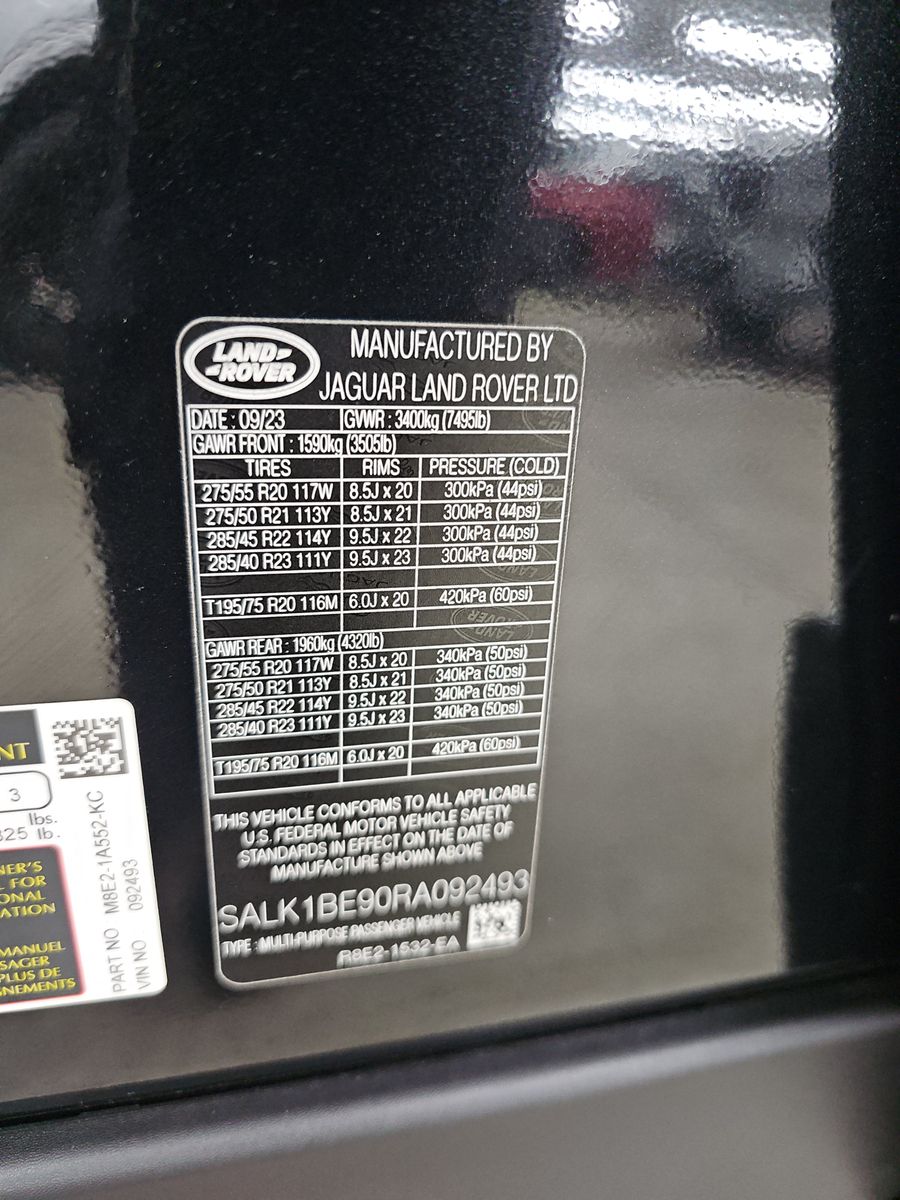 LAND ROVER
MANUFACTURED BY
JAGUAR LAND ROVER LTD
DATE : 09/23 GVWR : 3400kg (7495lb)
GAWR FRONT : 1590kg (3505lb)
TIRES RIMS PRESSURE (COLD)
275/55 R20 117W 8.5J x 20 300kPa (44psi)
275/50 R21 113Y 8.5J x 21 300kPa (44psi)
285/45 R22 114Y 9.5J x 22 300kPa (44psi)
285/40 R23 111Y 9.5J x 23 300kPa (44psi)
T195/75 R20 116M 6.0J x 20 420kPa (60psi)
GAWR REAR : 1960kg (4320lb)
275/55 R20 117W 8.5J x 20 340kPa (50psi)
275/50 R21 113Y 8.5J x 21 340kPa (50psi)
285/45 R22 114Y 9.5J x 22 340kPa (50psi)
285/40 R23 111Y 9.5J x 23 340kPa (50psi)
T195/75 R20 116M 6.0J x 20 420kPa (60psi)
THIS VEHICLE CONFORMS TO ALL APPLICABLE
U.S. FEDERAL MOTOR VEHICLE SAFETY
STANDARDS IN EFFECT ON THE DATE OF
MANUFACTURE SHOWN ABOVE
SALK1BE90RA092493
TYPE : MULTI-PURPOSE PASSENGER VEHICLE
R8E2-1532-EA
NT
3
lbs.
325 lb.
NER'S
FOR
ONAL
ATION
MANUEL
SAGER
PLUS DE
GNEMENTS
PART NO M8E2-1A552-KC
VIN NO 092493